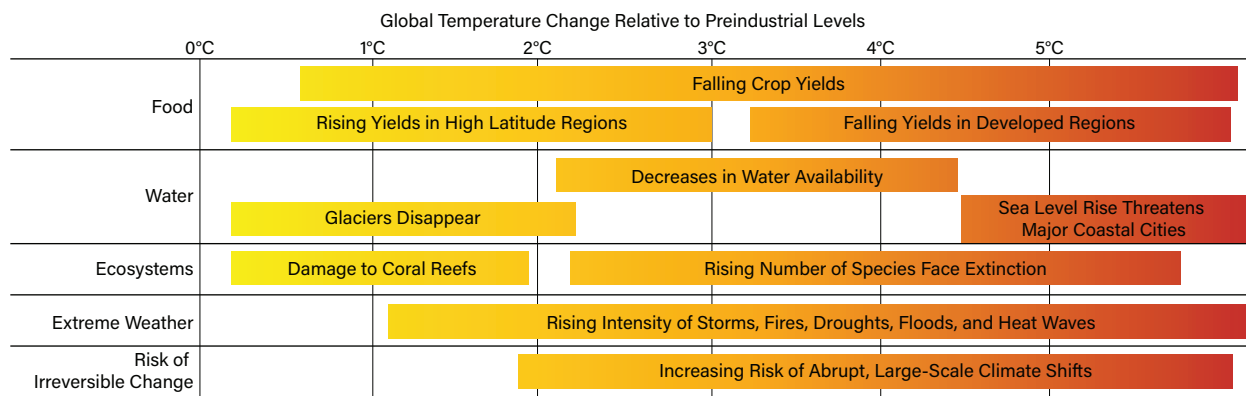 Global Temperature Change Relative to Preindustrial Levels
0°C 1°C 2°C 3°C 4°C 5°C
Food
Falling Crop Yields
Rising Yields in High Latitude Regions
Falling Yields in Developed Regions
Water
Decreases in Water Availability
Glaciers Disappear
Sea Level Rise Threatens
Major Coastal Cities
Ecosystems
Damage to Coral Reefs
Rising Number of Species Face Extinction
Extreme Weather
Rising Intensity of Storms, Fires, Droughts, Floods, and Heat Waves
Risk of
Irreversible Change
Increasing Risk of Abrupt, Large-Scale Climate Shifts